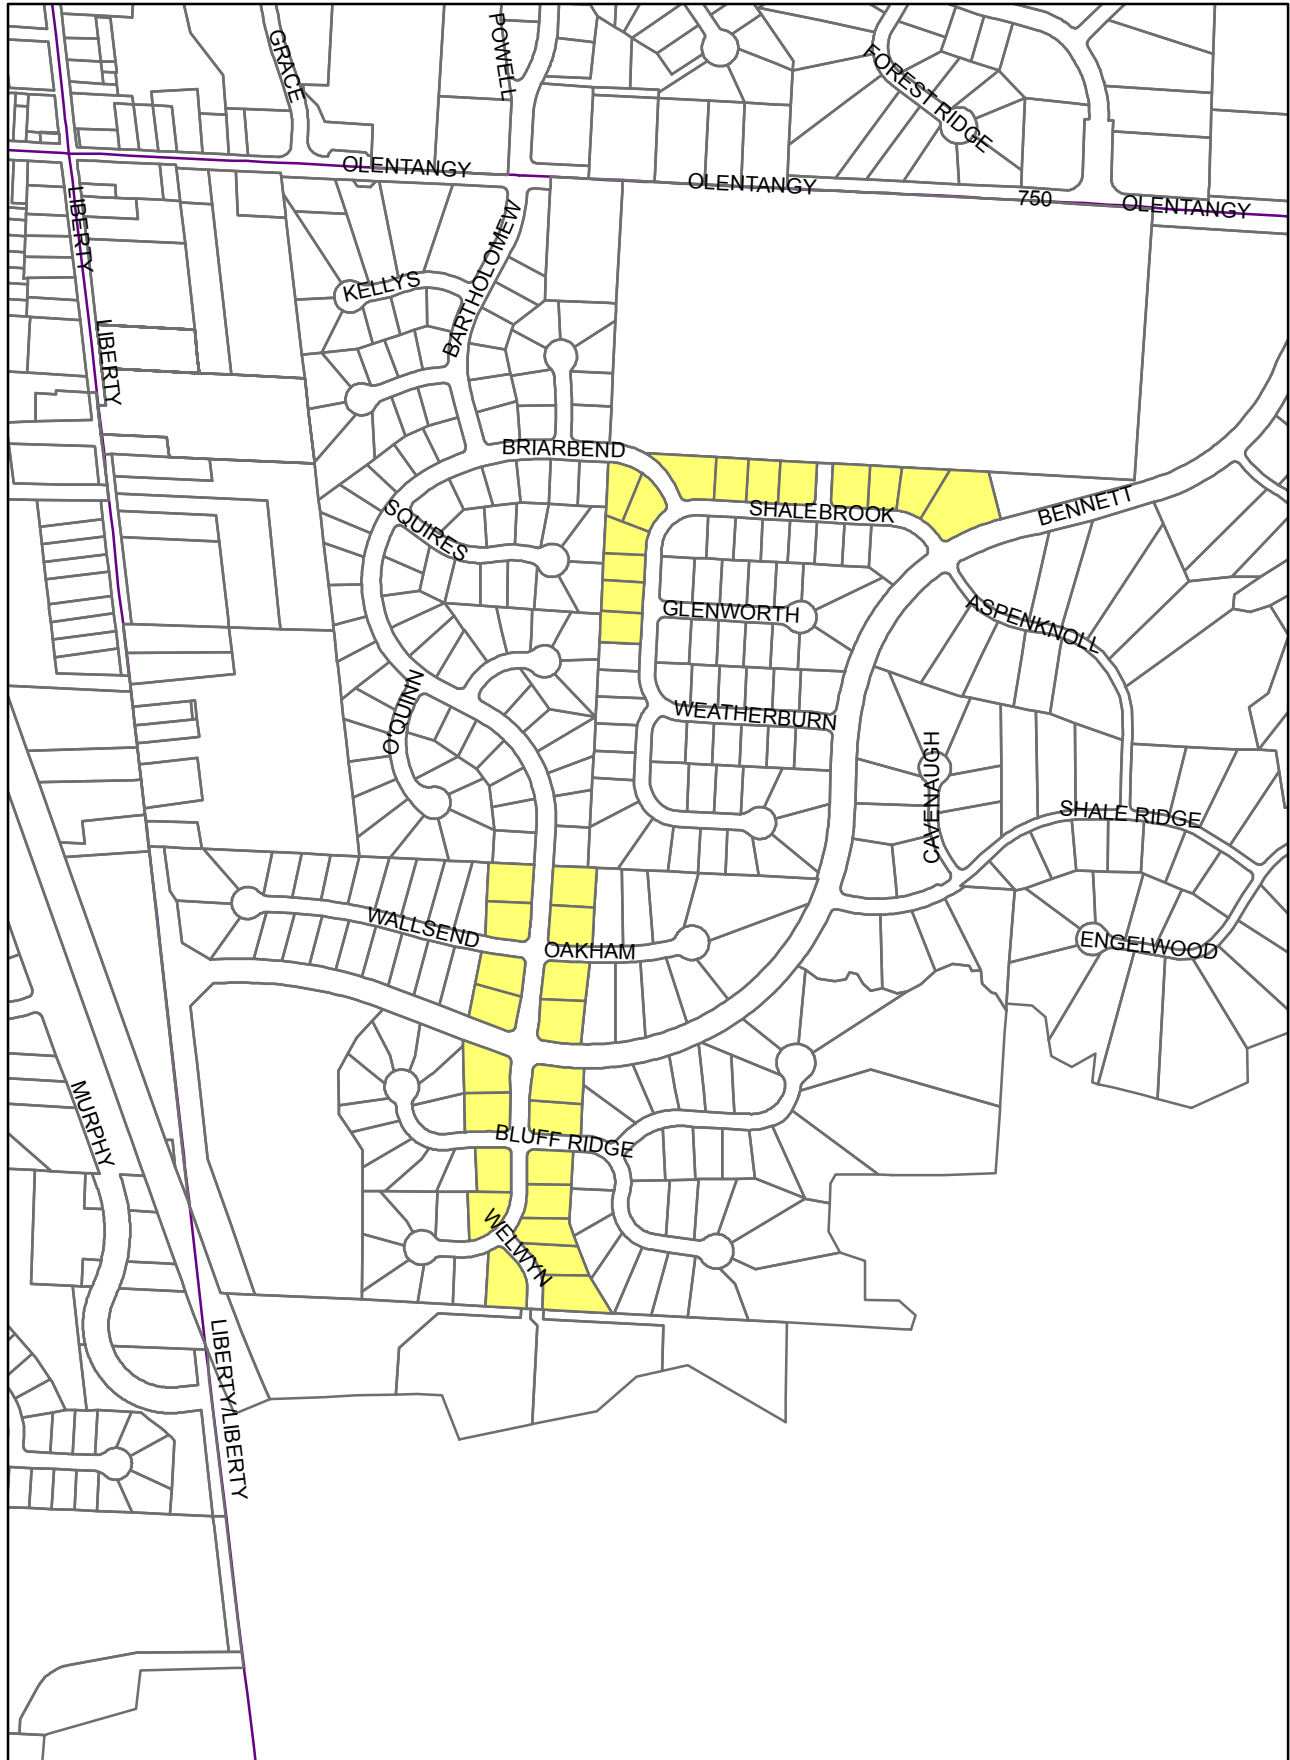 GRACE
POWELL
FOREST RIDGE
OLENTANGY
OLENTANGY
750
OLENTANGY
LIBERTY
BARTHOLOMEW
KELLYS
LIBERTY
BRIARBEND
SHALEBROOK
BENNETT
SQUIRES
GLENWORTH
ASPENKNOLL
O'QUINN
WEATHERBURN
CAVENAUGH
SHALE RIDGE
WALLSEND
OAKHAM
ENGELWOOD
MURPHY
BLUFF RIDGE
WELWYN
LIBERTY/LIBERTY